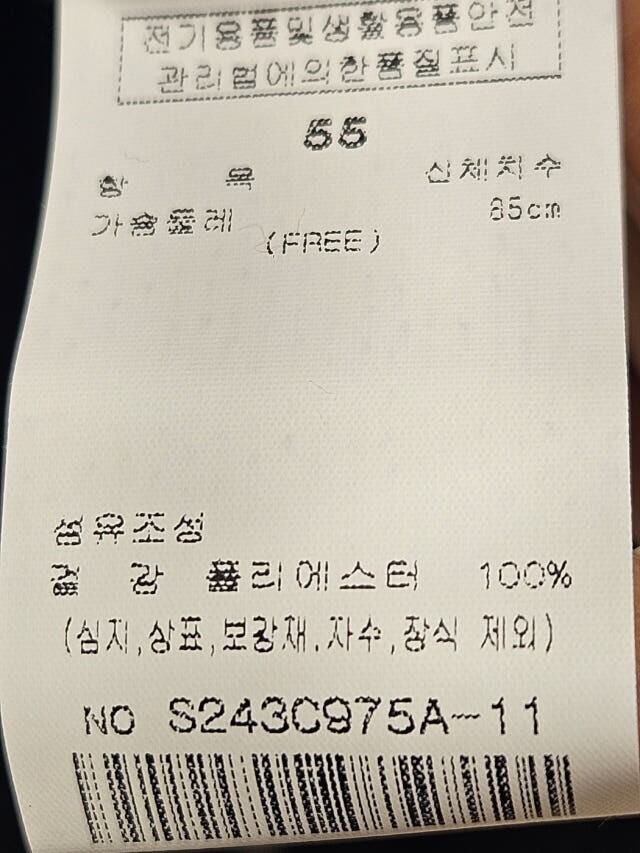 전기용품및생활용품안전
관리법에의한품질표시
55
항 목 신체치수
가슴둘레 85cm
(FREE)
섬유조성
겉 감 폴리에스터 100%
(심지,상표,보강재,자수,장식 제외)
NO S243C975A-11